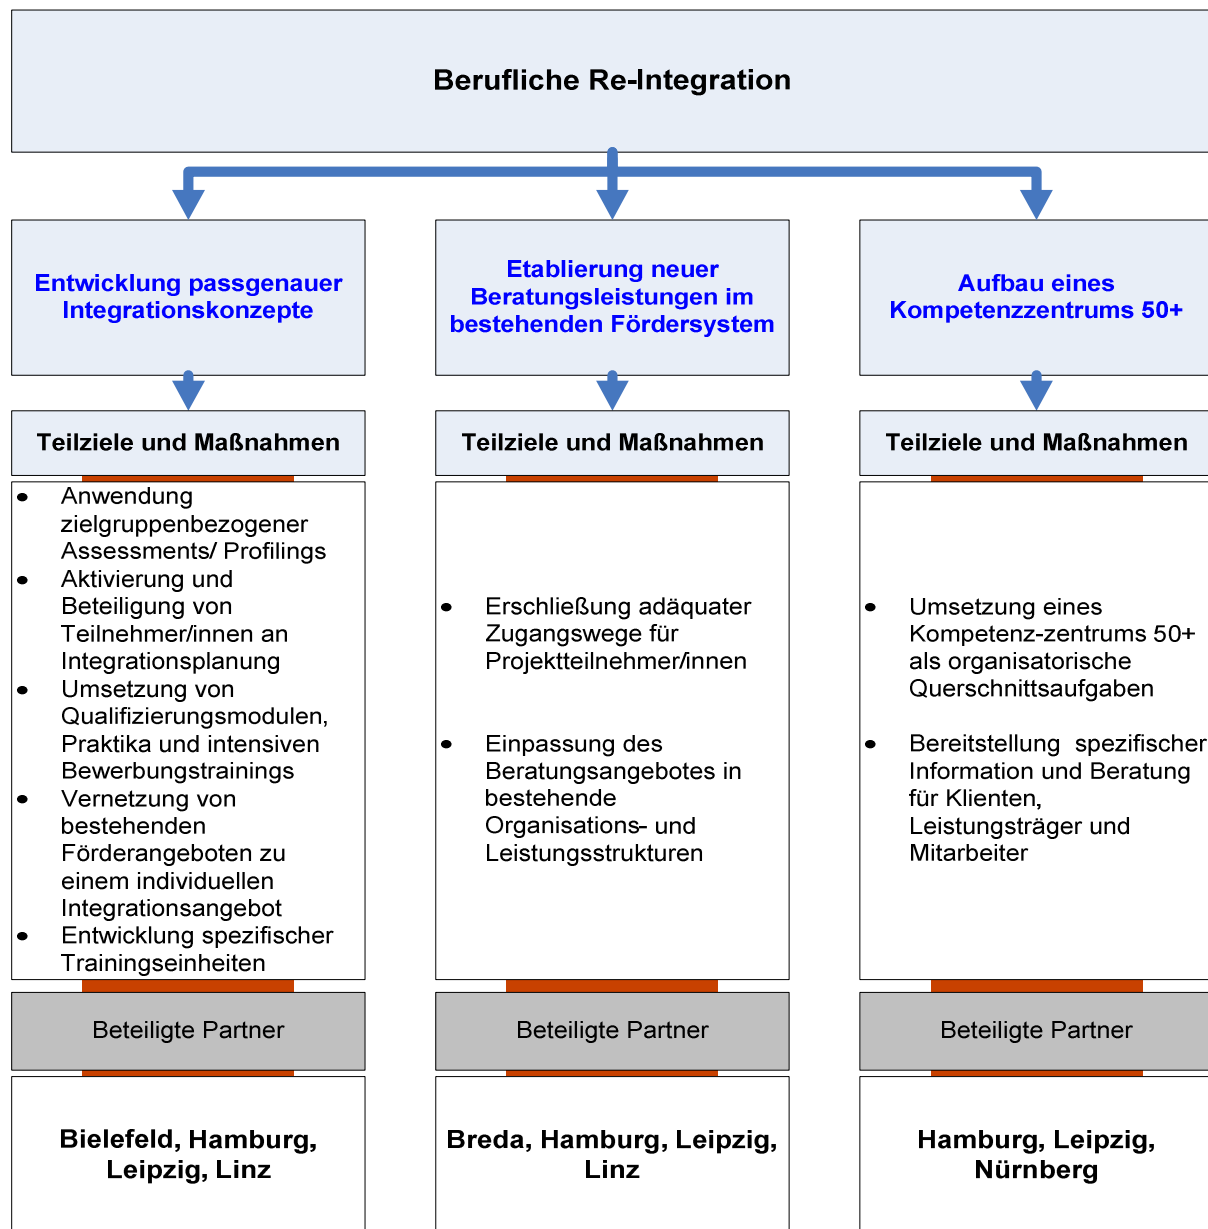 Berufliche Re-Integration
Entwicklung passgenauer
Integrationskonzepte
Teilziele und Maßnahmen
• Anwendung
zielgruppenbezogener
Assessments/ Profilings
• Aktivierung und
Beteiligung von
Teilnehmer/innen an
Integrationsplanung
• Umsetzung von
Qualifizierungsmodulen,
Praktika und intensiven
Bewerbungstrainings
• Vernetzung von
bestehenden
Förderangeboten zu
einem individuellen
Integrationsangebot
• Entwicklung spezifischer
Trainingseinheiten
Beteiligte Partner
Bielefeld, Hamburg,
Leipzig, Linz
Etablierung neuer
Beratungsleistungen im
bestehenden Fördersystem
Teilziele und Maßnahmen
• Erschließung adäquater
Zugangswege für
Projektteilnehmer/innen
• Einpassung des
Beratungsangebotes in
bestehende
Organisations- und
Leistungsstrukturen
Beteiligte Partner
Breda, Hamburg, Leipzig,
Linz
Aufbau eines
Kompetenzzentrums 50+
Teilziele und Maßnahmen
• Umsetzung eines
Kompetenz-zentrums 50+
als organisatorische
Querschnittsaufgaben
• Bereitstellung spezifischer
Information und Beratung
für Klienten,
Leistungsträger und
Mitarbeiter
Beteiligte Partner
Hamburg, Leipzig,
Nürnberg